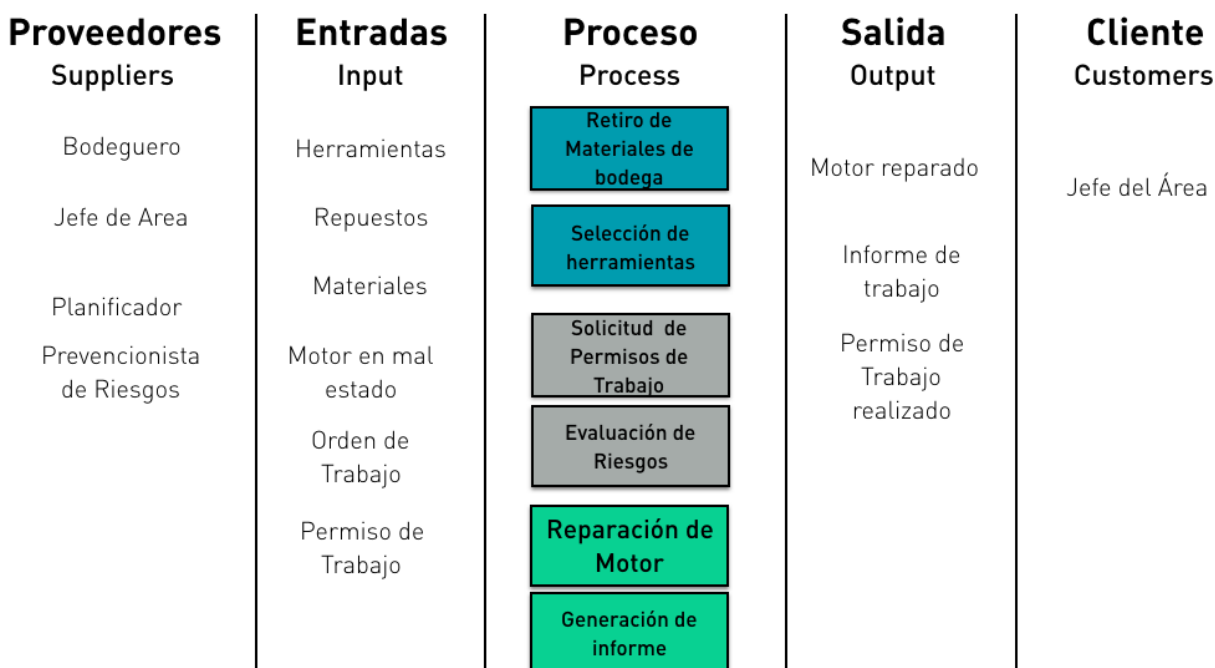 Proveedores
Suppliers
Bodeguero
Jefe de Area
Planificador
Prevencionista
de Riesgos
Entradas
Input
Herramientas
Repuestos
Materiales
Motor en mal
estado
Orden de
Trabajo
Permiso de
Trabajo
Proceso
Process
Retiro de
Materiales de
bodega
Selección de
herramientas
Solicitud de
Permisos de
Trabajo
Evaluación de
Riesgos
Reparación de
Motor
Generación de
informe
Salida
Output
Motor reparado
Informe de
trabajo
Permiso de
Trabajo
realizado
Cliente
Customers
Jefe del Área